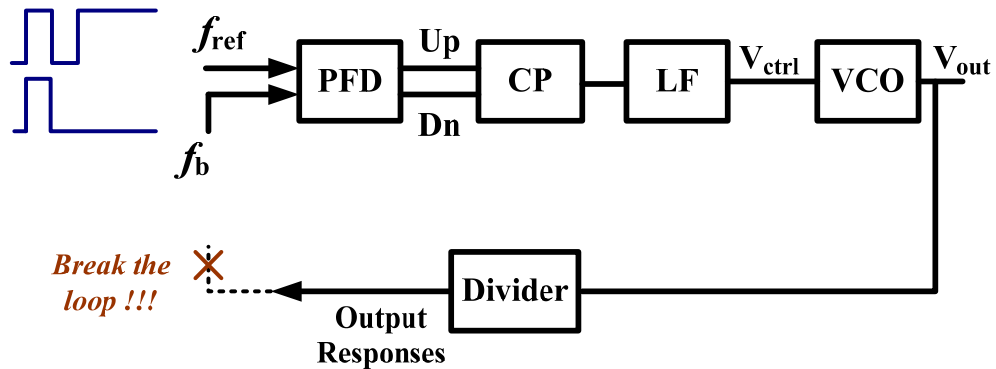 fref
Up
PFD
CP
LF
Vctrl
VCO
Vout
Dn
fb
Break the
loop !!!
Divider
Output
Responses